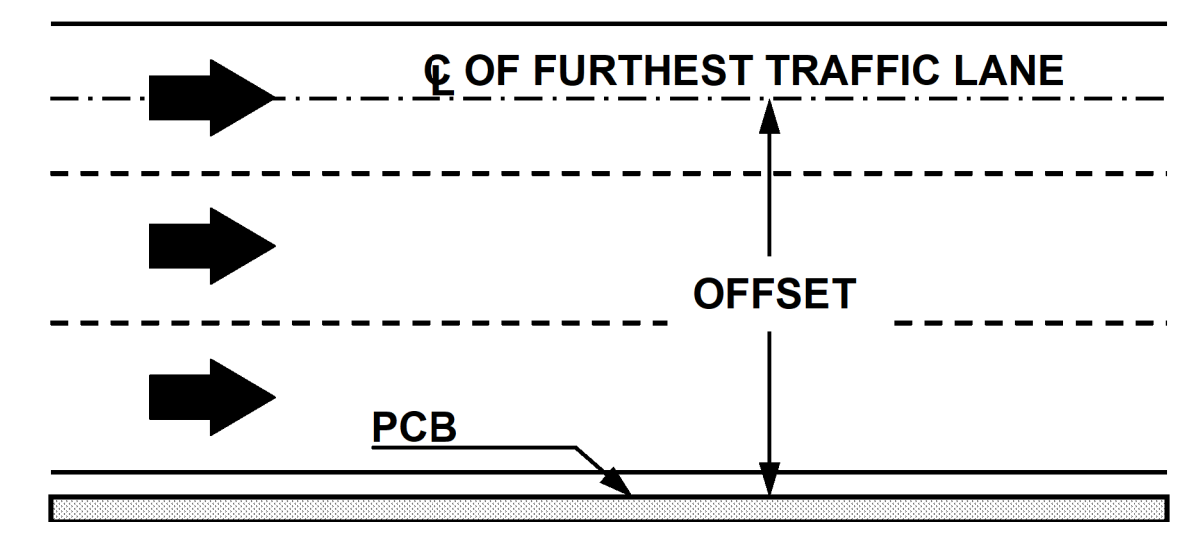 ℄ OF FURTHEST TRAFFIC LANE
OFFSET
PCB